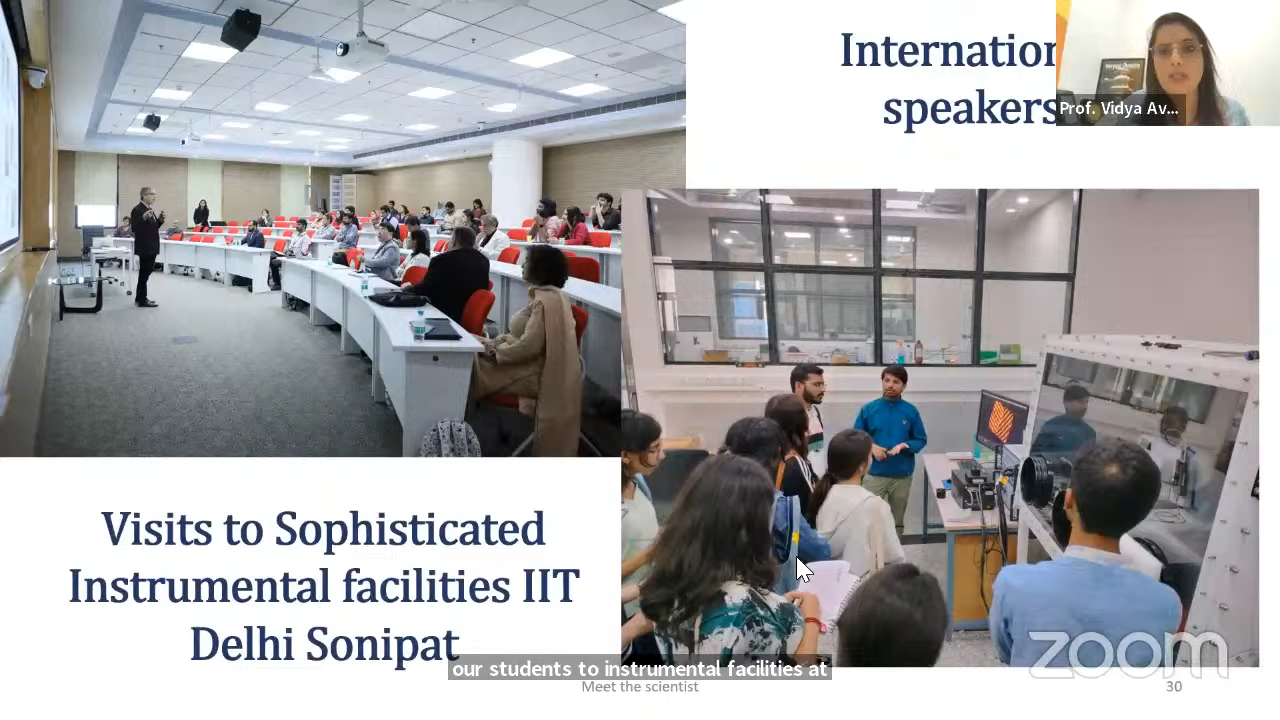 Internation
speakers
Prof. Vidya Av...
Visits to Sophisticated
Instrumental facilities IIT
Delhi Sonipat
our students to instrumental facilities at
Meet the scientist
30
zoom